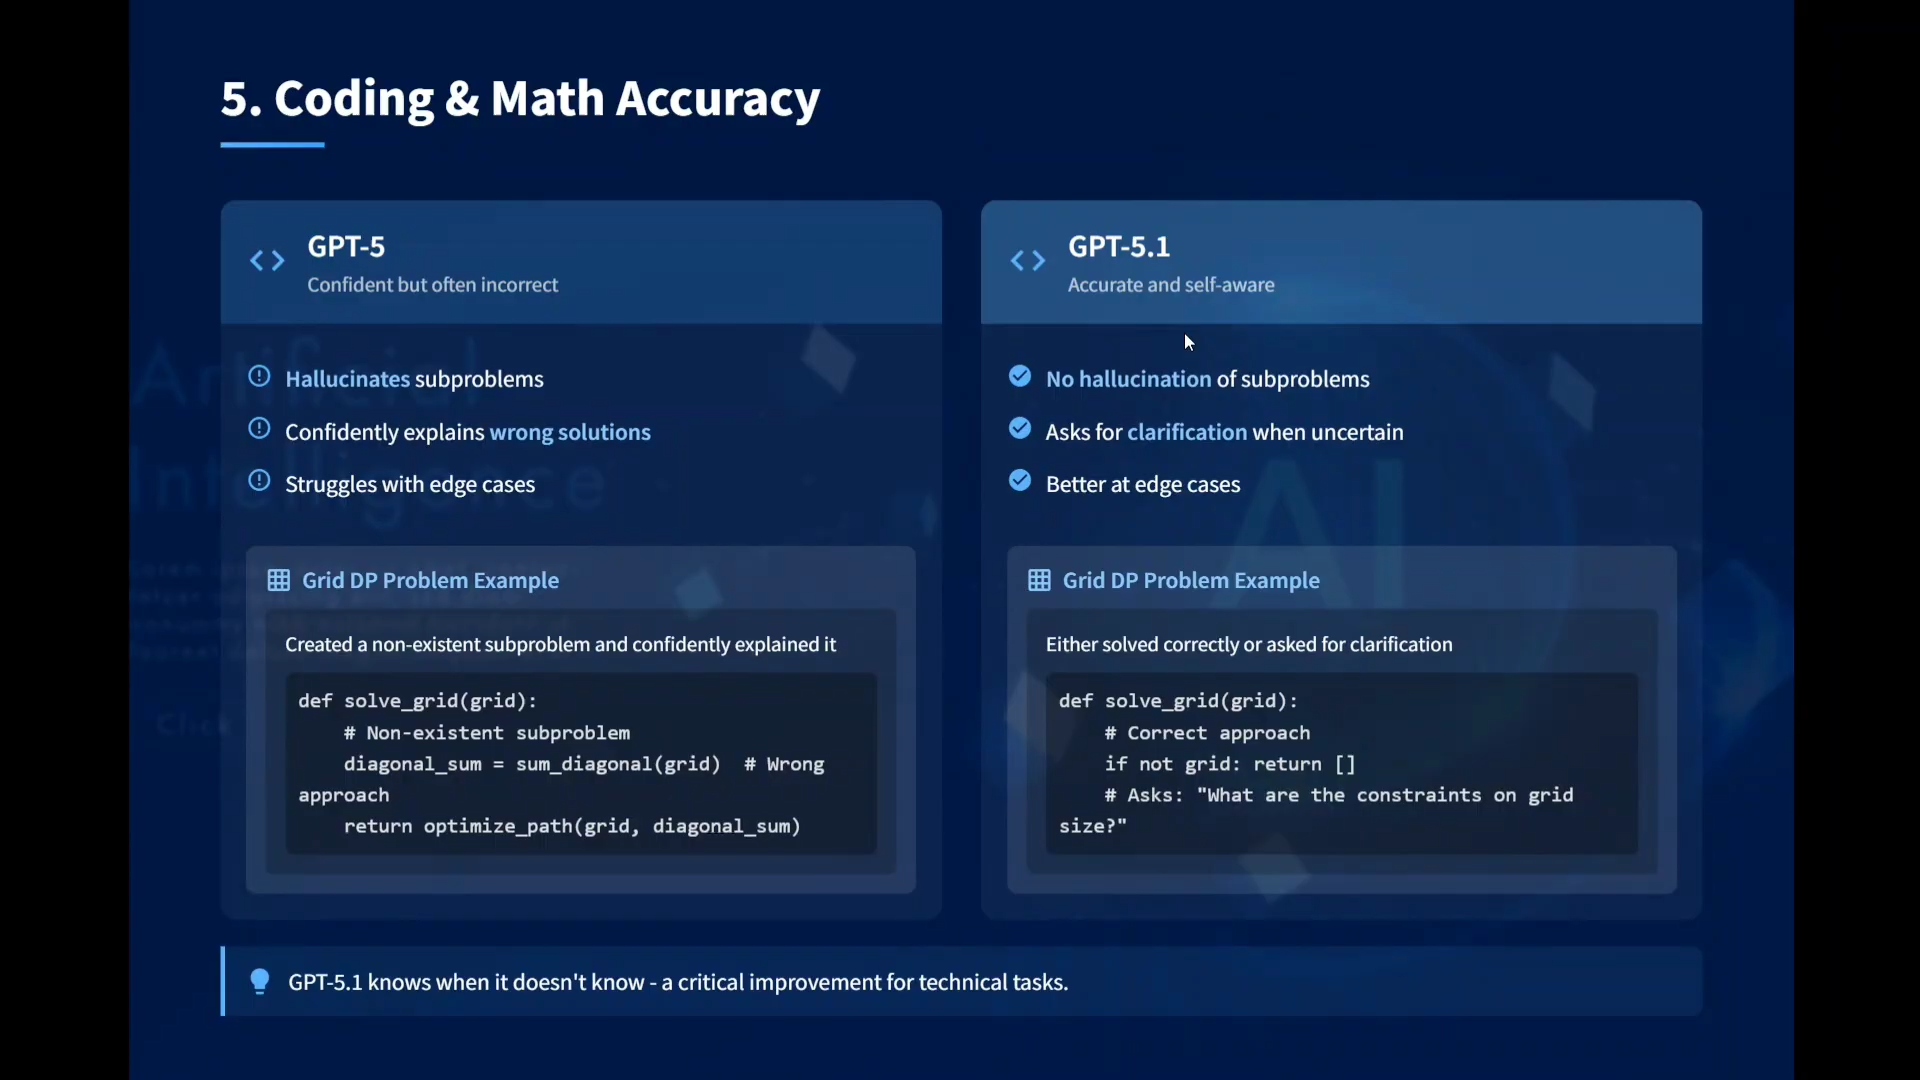 5. Coding & Math Accuracy
GPT-5
Confident but often incorrect
Hallucinates subproblems
Confidently explains wrong solutions
Struggles with edge cases
Grid DP Problem Example
Created a non-existent subproblem and confidently explained it
def solve_grid(grid):
    # Non-existent subproblem
    diagonal_sum = sum_diagonal(grid)  # Wrong
approach
    return optimize_path(grid, diagonal_sum)
GPT-5.1
Accurate and self-aware
No hallucination of subproblems
Asks for clarification when uncertain
Better at edge cases
Grid DP Problem Example
Either solved correctly or asked for clarification
def solve_grid(grid):
    # Correct approach
    if not grid: return []
    # Asks: "What are the constraints on grid
size?"
GPT-5.1 knows when it doesn't know - a critical improvement for technical tasks.
Artificial
Intelligence
AI
Click